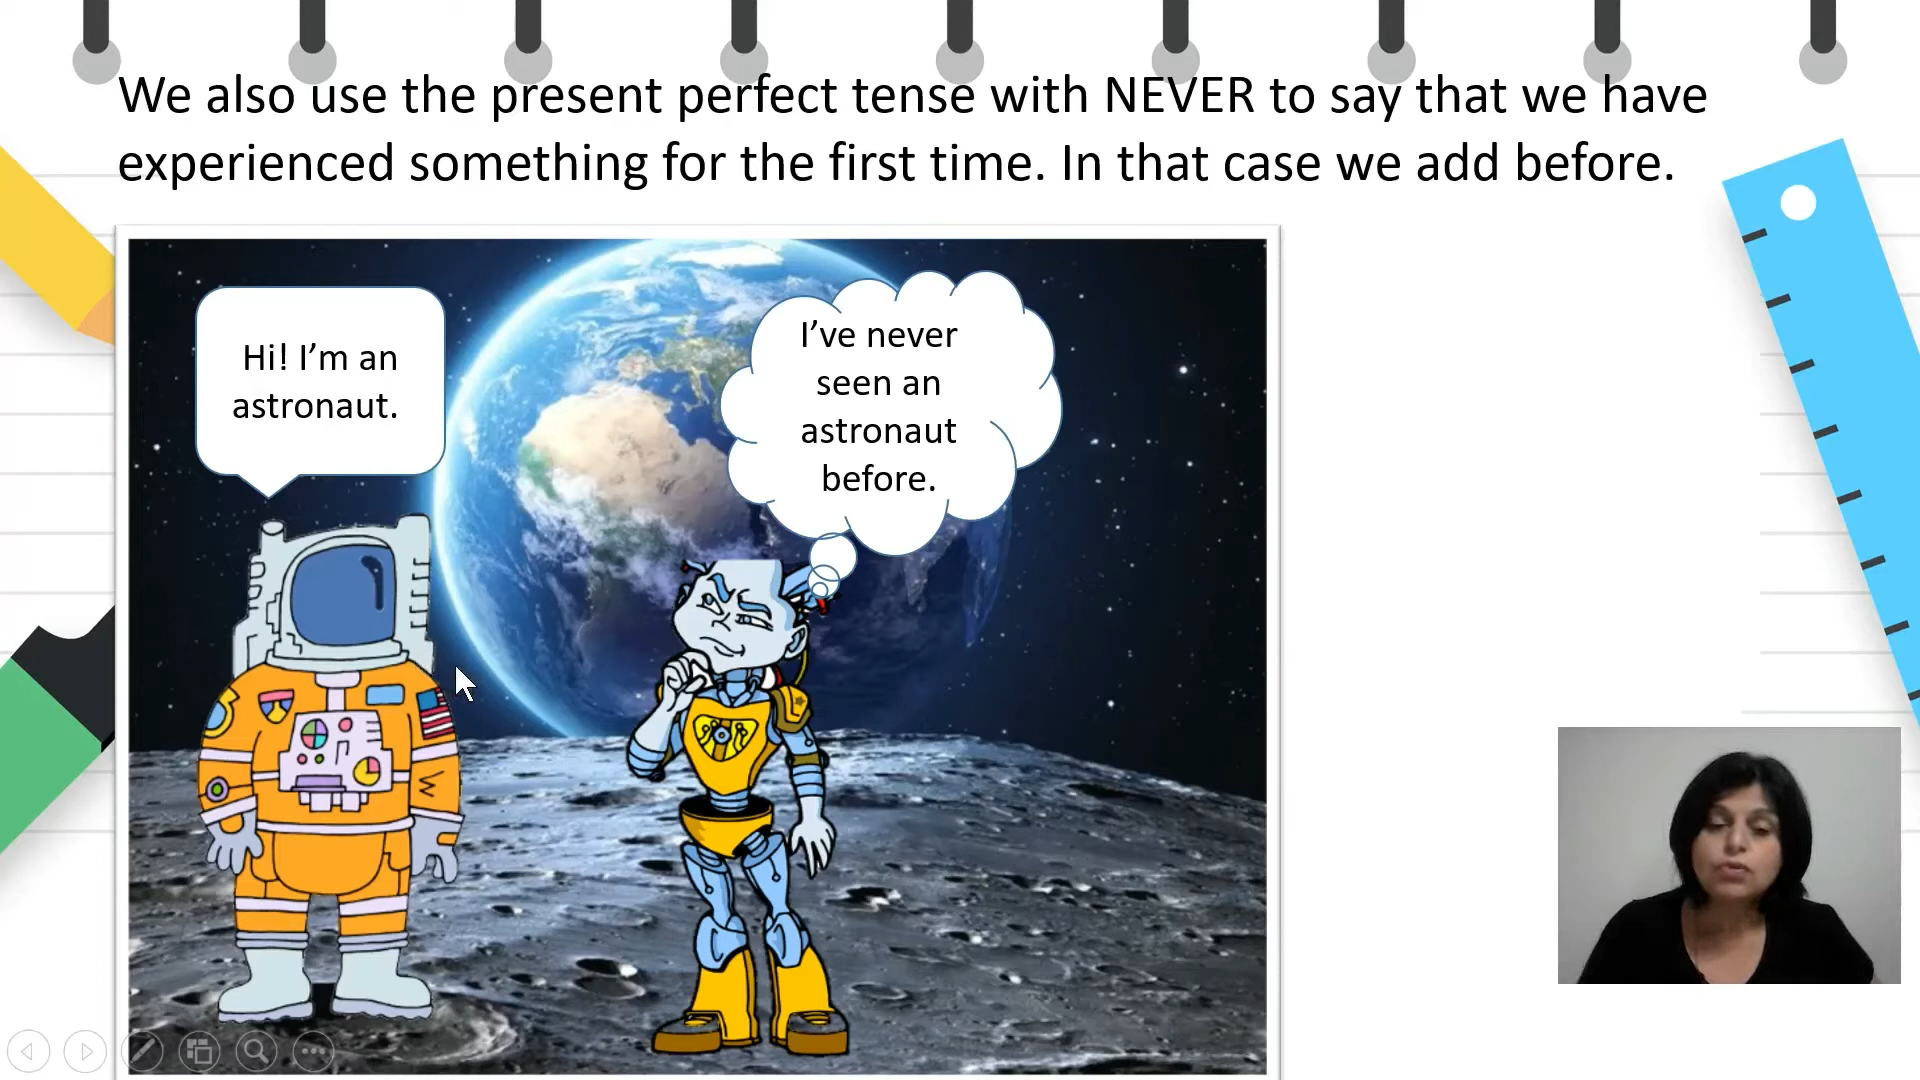 We also use the present perfect tense with NEVER to say that we have
experienced something for the first time. In that case we add before.
Hi! I’m an
astronaut.
I’ve never
seen an
astronaut
before.